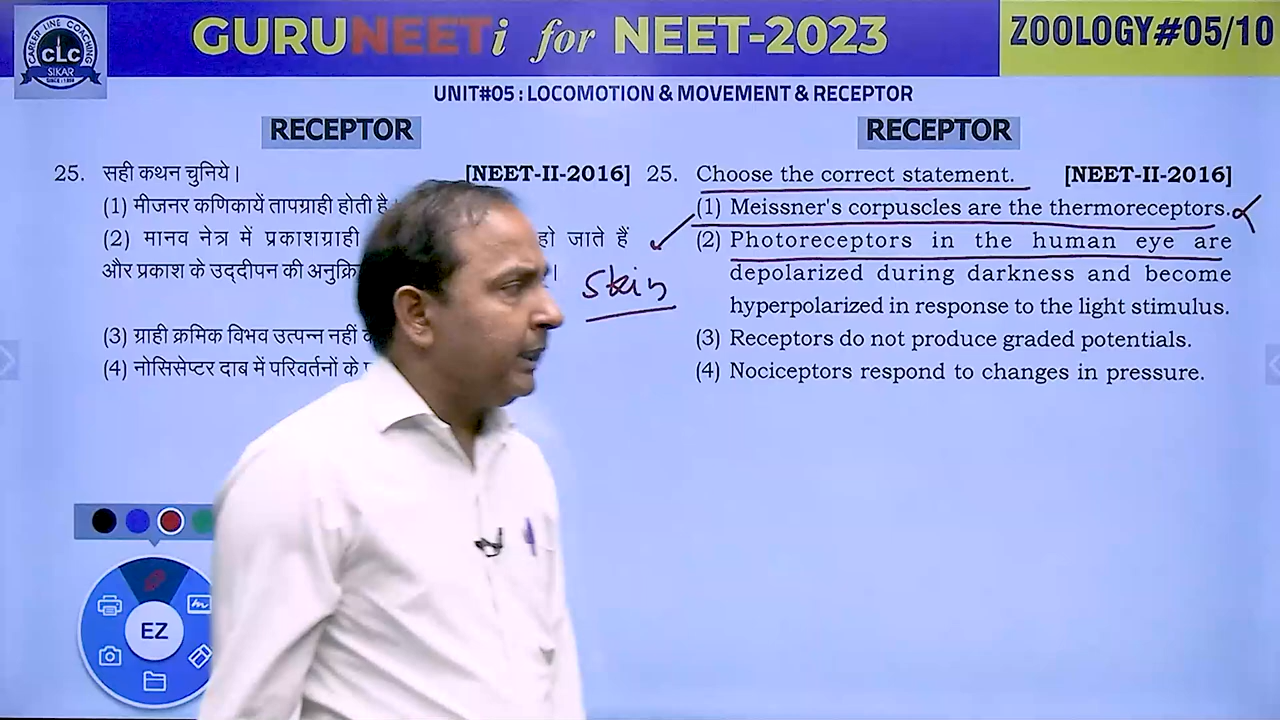 GURUNEETi for NEET-2023
ZOOLOGY#05/10
CAREER LINE COACHING
CLC
SIKAR
SINCE : 1996
UNIT#05 : LOCOMOTION & MOVEMENT & RECEPTOR
RECEPTOR
25. सही कथन चुनिये। [NEET-II-2016]
(1) मीजनर कणिकायें तापग्राही होती है
(2) मानव नेत्र में प्रकाशग्राही हो जाते हैं
और प्रकाश के उद्दीपन की
(3) ग्राही क्रमिक विभव उत्पन्न नहीं
(4) नोसिसेप्टर दाब में परिवर्तनों के
Skin
RECEPTOR
25. Choose the correct statement. [NEET-II-2016]
(1) Meissner's corpuscles are the thermoreceptors.
(2) Photoreceptors in the human eye are
depolarized during darkness and become
hyperpolarized in response to the light stimulus.
(3) Receptors do not produce graded potentials.
(4) Nociceptors respond to changes in pressure.
EZ